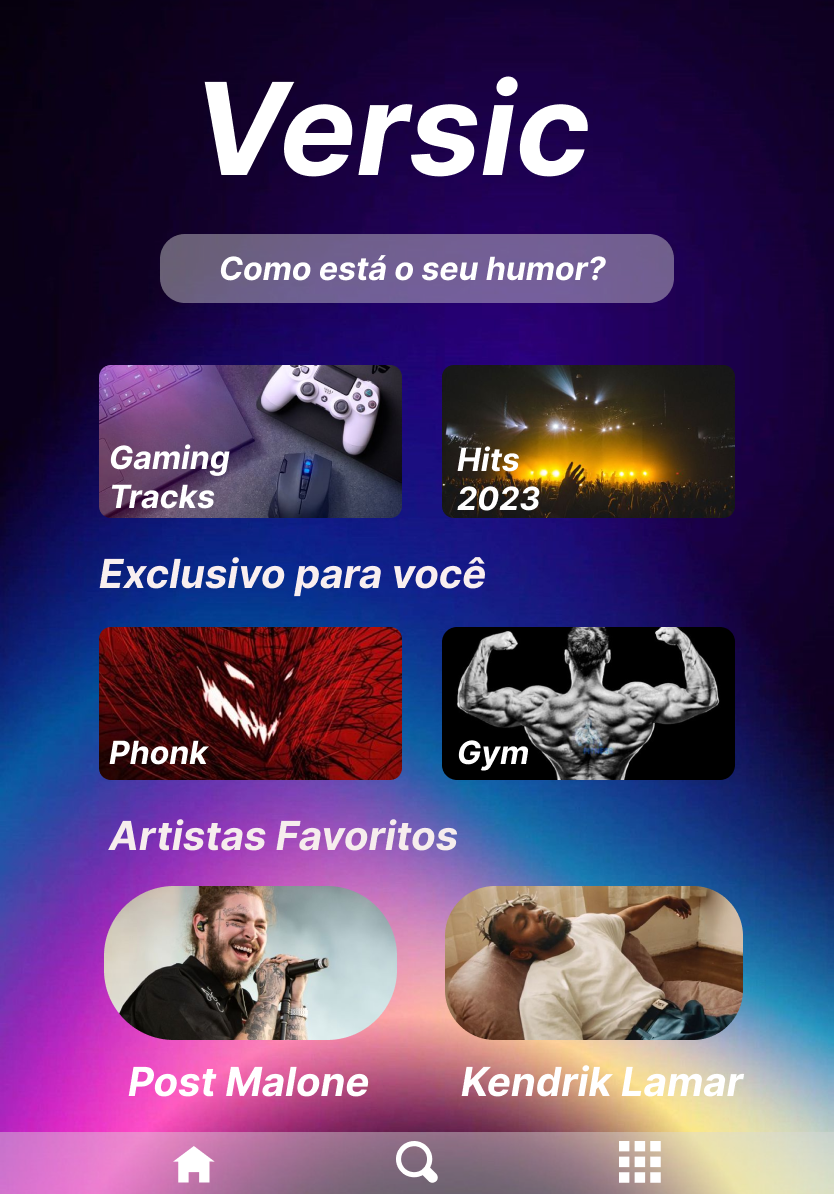 Versic
Como está o seu humor?
Gaming
Tracks
Hits
2023
Exclusivo para você
Phonk
Gym
Artistas Favoritos
Post Malone
Kendrik Lamar